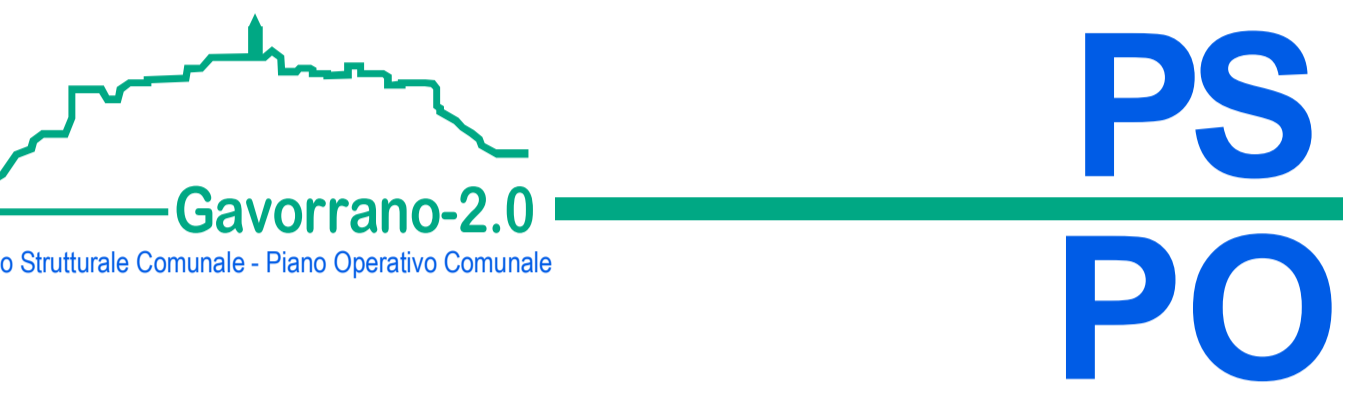 PS
Gavorrano-2.0
o Strutturale Comunale - Piano Operativo Comunale
PO